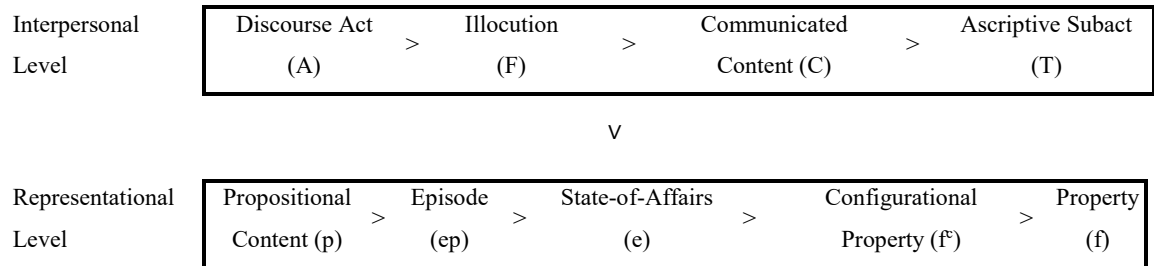 Interpersonal Discourse Act > Illocution > Communicated > Ascriptive Subact
Level (A) (F) Content (C) (T)
∨
Representational Propositional > Episode > State-of-Affairs > Configurational > Property
Level Content (p) (ep) (e) Property (fᶜ) (f)